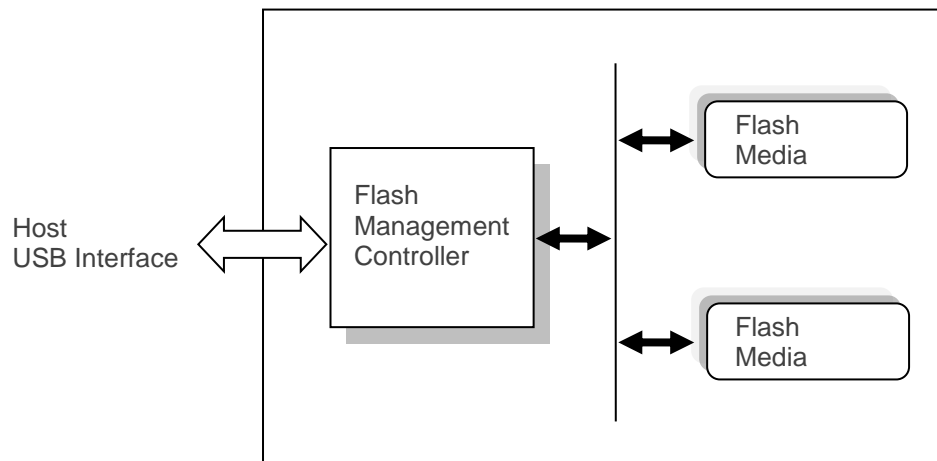 Host
USB Interface
Flash
Management
Controller
Flash
Media
Flash
Media